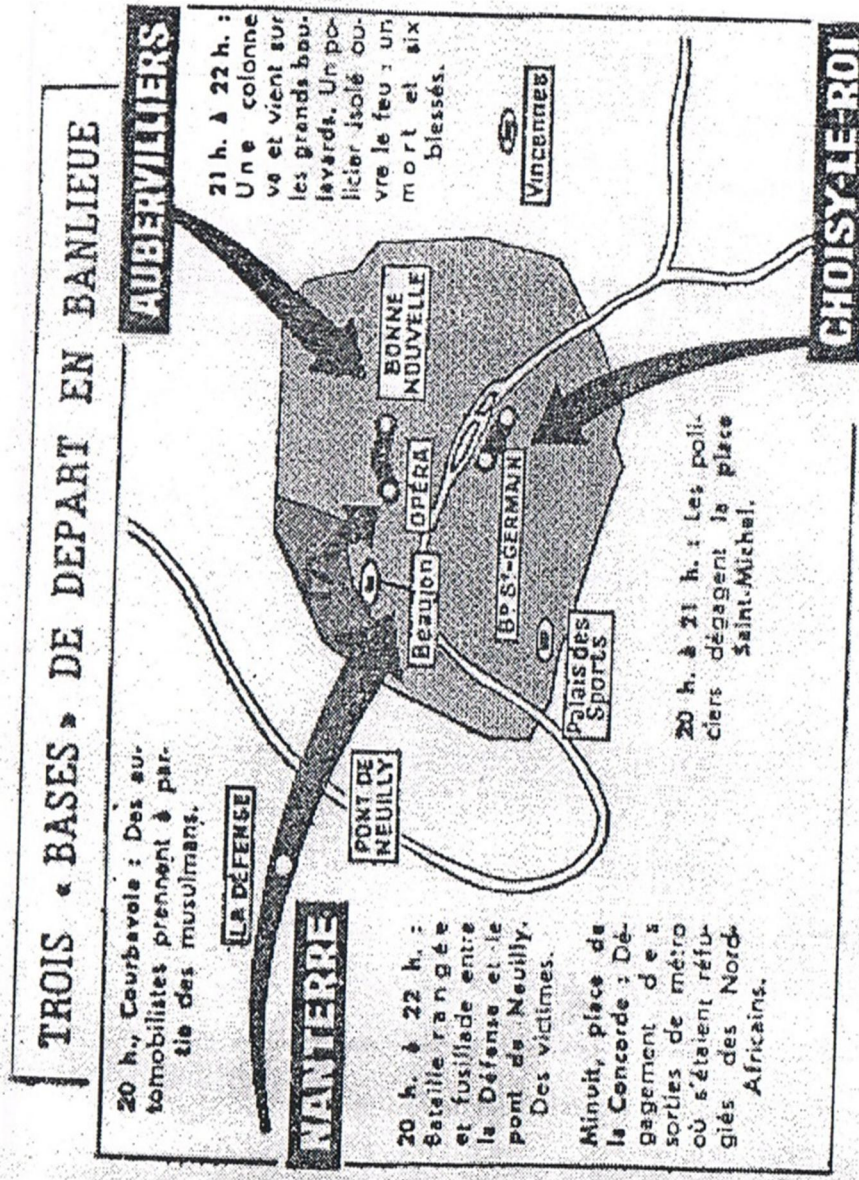 TROIS « BASES » DE DEPART EN BANLIEUE
20 h., Courbevoie : Des au-
tomobilistes prennent à par-
tie des musulmans.
LA DÉFENSE
NANTERRE
PONT DE
NEUILLY
20 h. à 22 h. :
Bataille rangée
et fusillade entre
la Défense et le
pont de Neuilly.
Des victimes.
Minuit, place de
la Concorde : Dé-
gagement des
sorties de métro
où s'étaient réfu-
giés des Nord-
Africains.
AUBERVILLIERS
21 h. à 22 h. :
Une colonne
va et vient sur
les grands bou-
levards. Un po-
licier isolé ou-
vre le feu : un
mort et six
blessés.
BONNE
NOUVELLE
OPÉRA
Beaujon
Bd St-GERMAIN
Palais des
Sports
Vincennes
20 h. à 21 h. : Les poli-
ciers dégagent la place
Saint-Michel.
CHOISY-LE-ROI